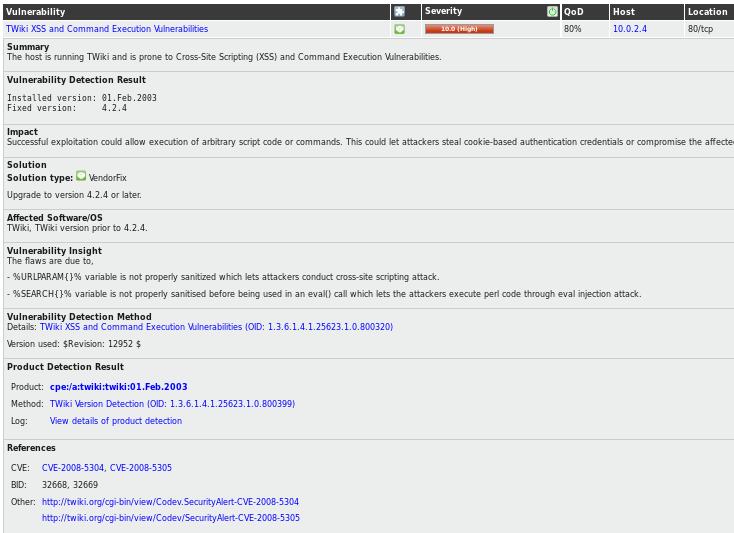 Vulnerability Severity QoD Host Location
TWiki XSS and Command Execution Vulnerabilities 10.0 (High) 80% 10.0.2.4 80/tcp
Summary
The host is running TWiki and is prone to Cross-Site Scripting (XSS) and Command Execution Vulnerabilities.
Vulnerability Detection Result
Installed version: 01.Feb.2003
Fixed version: 4.2.4
Impact
Successful exploitation could allow execution of arbitrary script code or commands. This could let attackers steal cookie-based authentication credentials or compromise the affecte
Solution
Solution type: VendorFix
Upgrade to version 4.2.4 or later.
Affected Software/OS
TWiki, TWiki version prior to 4.2.4.
Vulnerability Insight
The flaws are due to,
- %URLPARAM{}% variable is not properly sanitized which lets attackers conduct cross-site scripting attack.
- %SEARCH{}% variable is not properly sanitised before being used in an eval() call which lets the attackers execute perl code through eval injection attack.
Vulnerability Detection Method
Details: TWiki XSS and Command Execution Vulnerabilities (OID: 1.3.6.1.4.1.25623.1.0.800320)
Version used: $Revision: 12952 $
Product Detection Result
Product: cpe:/a:twiki:twiki:01.Feb.2003
Method: TWiki Version Detection (OID: 1.3.6.1.4.1.25623.1.0.800399)
Log: View details of product detection
References
CVE: CVE-2008-5304, CVE-2008-5305
BID: 32668, 32669
Other: http://twiki.org/cgi-bin/view/Codev.SecurityAlert-CVE-2008-5304
http://twiki.org/cgi-bin/view/Codev/SecurityAlert-CVE-2008-5305